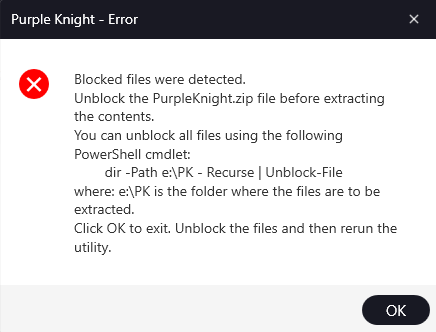 Purple Knight - Error
Blocked files were detected.
Unblock the PurpleKnight.zip file before extracting
the contents.
You can unblock all files using the following
PowerShell cmdlet:
dir -Path e:\PK - Recurse | Unblock-File
where: e:\PK is the folder where the files are to be
extracted.
Click OK to exit. Unblock the files and then rerun the
utility.
OK